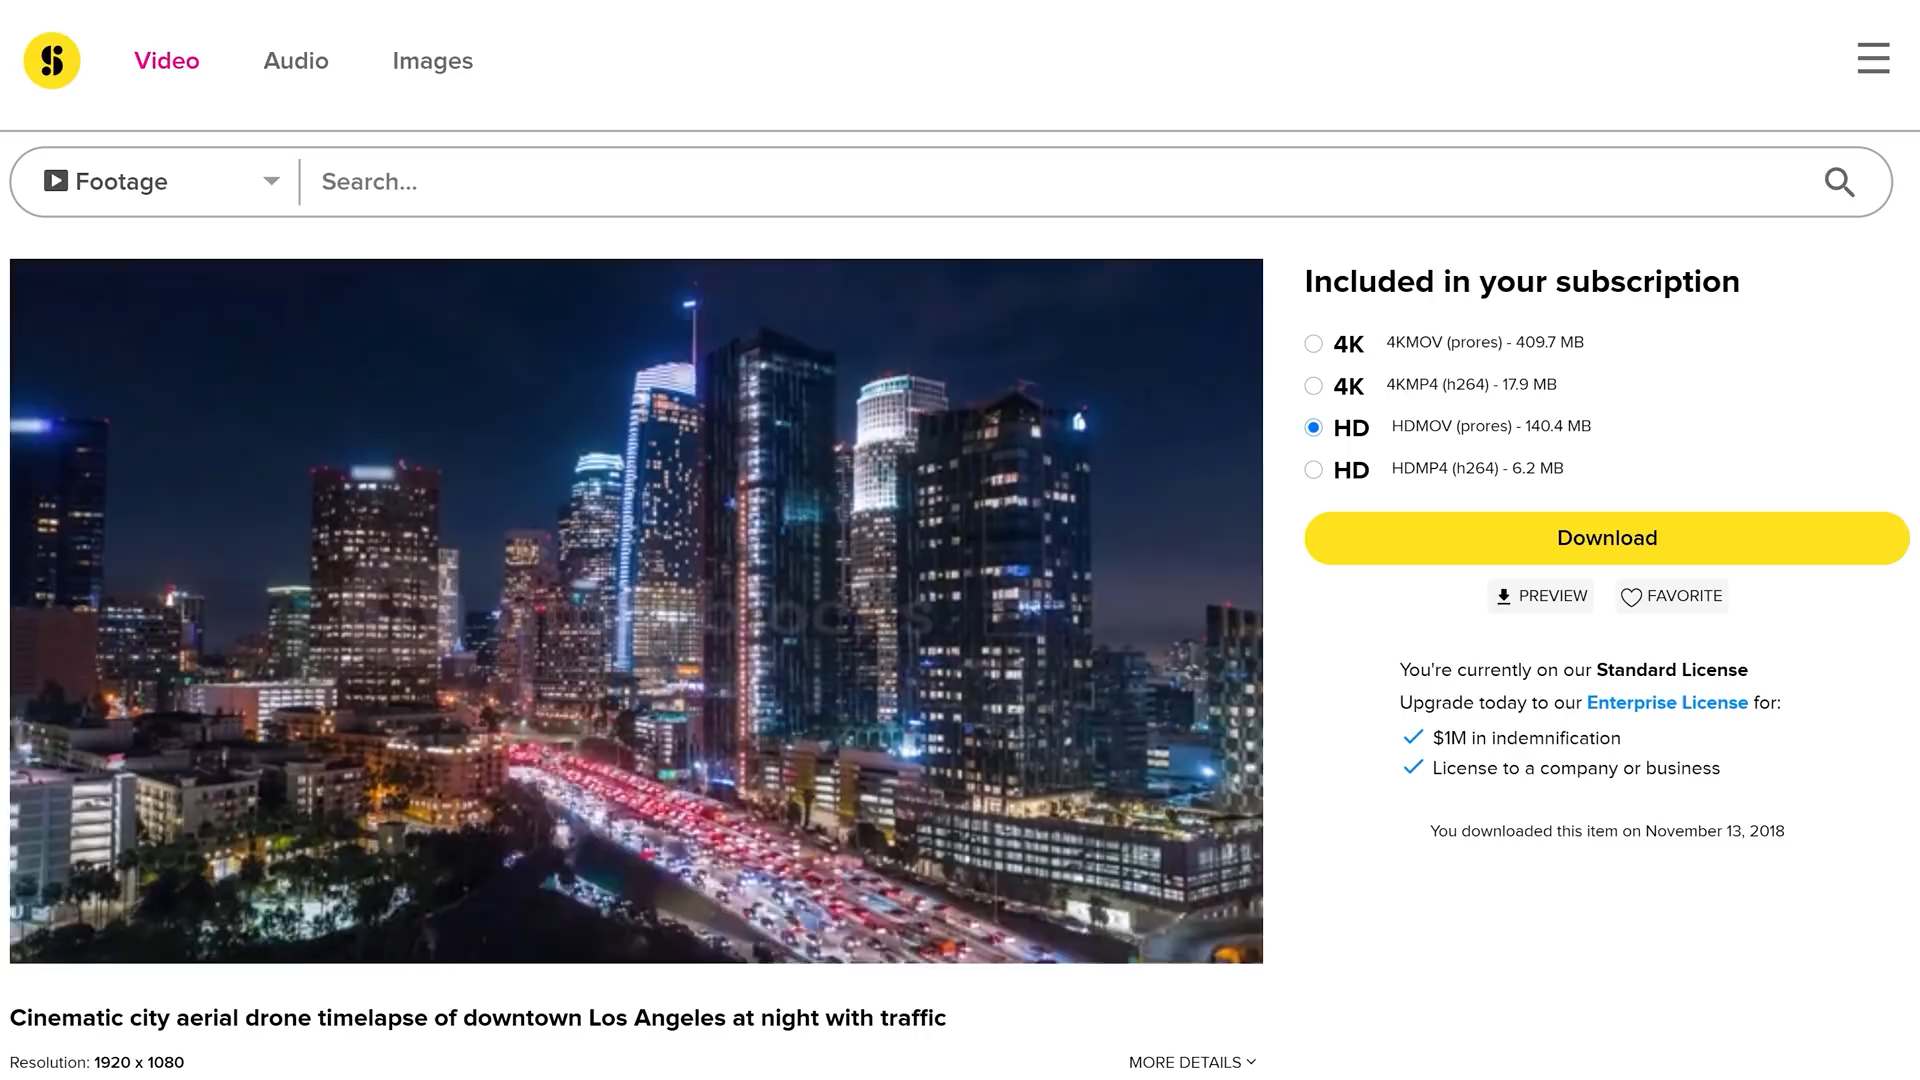 Video
Audio
Images
Footage
Search...
Included in your subscription
4K 4KMOV (prores) - 409.7 MB
4K 4KMP4 (h264) - 17.9 MB
HD HDMOV (prores) - 140.4 MB
HD HDMP4 (h264) - 6.2 MB
Download
PREVIEW
FAVORITE
You're currently on our Standard License
Upgrade today to our Enterprise License for:
$1M in indemnification
License to a company or business
You downloaded this item on November 13, 2018
Cinematic city aerial drone timelapse of downtown Los Angeles at night with traffic
Resolution: 1920 x 1080
MORE DETAILS